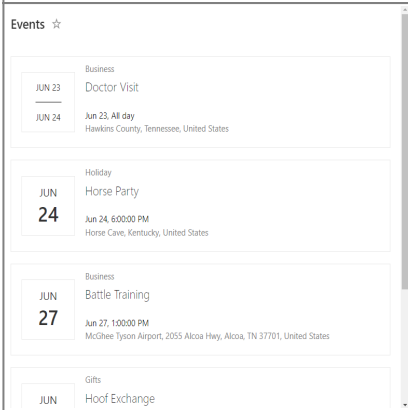 Events ☆
Business
JUN 23
Doctor Visit
JUN 24
Jun 23, All day
Hawkins County, Tennessee, United States
Holiday
JUN
Horse Party
24
Jun 24, 6:00:00 PM
Horse Cave, Kentucky, United States
Business
JUN
Battle Training
27
Jun 27, 1:00:00 PM
McGhee Tyson Airport, 2055 Alcoa Hwy, Alcoa, TN 37701, United States
Gifts
JUN
Hoof Exchange